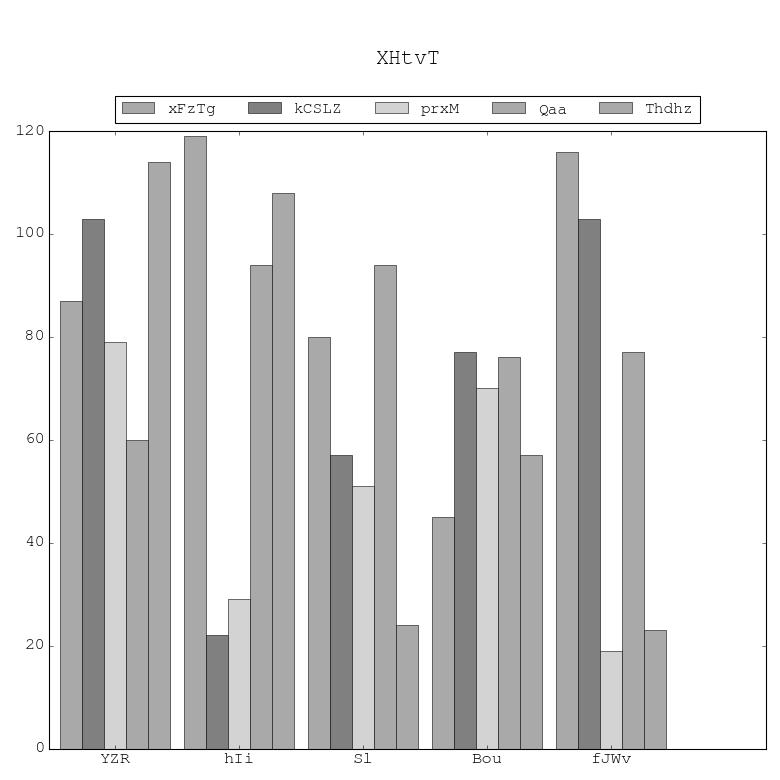 XHtvT
xFzTg kCSLZ prxM Qaa Thdhz
120
100
80
60
40
20
0
YZR hIi Sl Bou fJWv